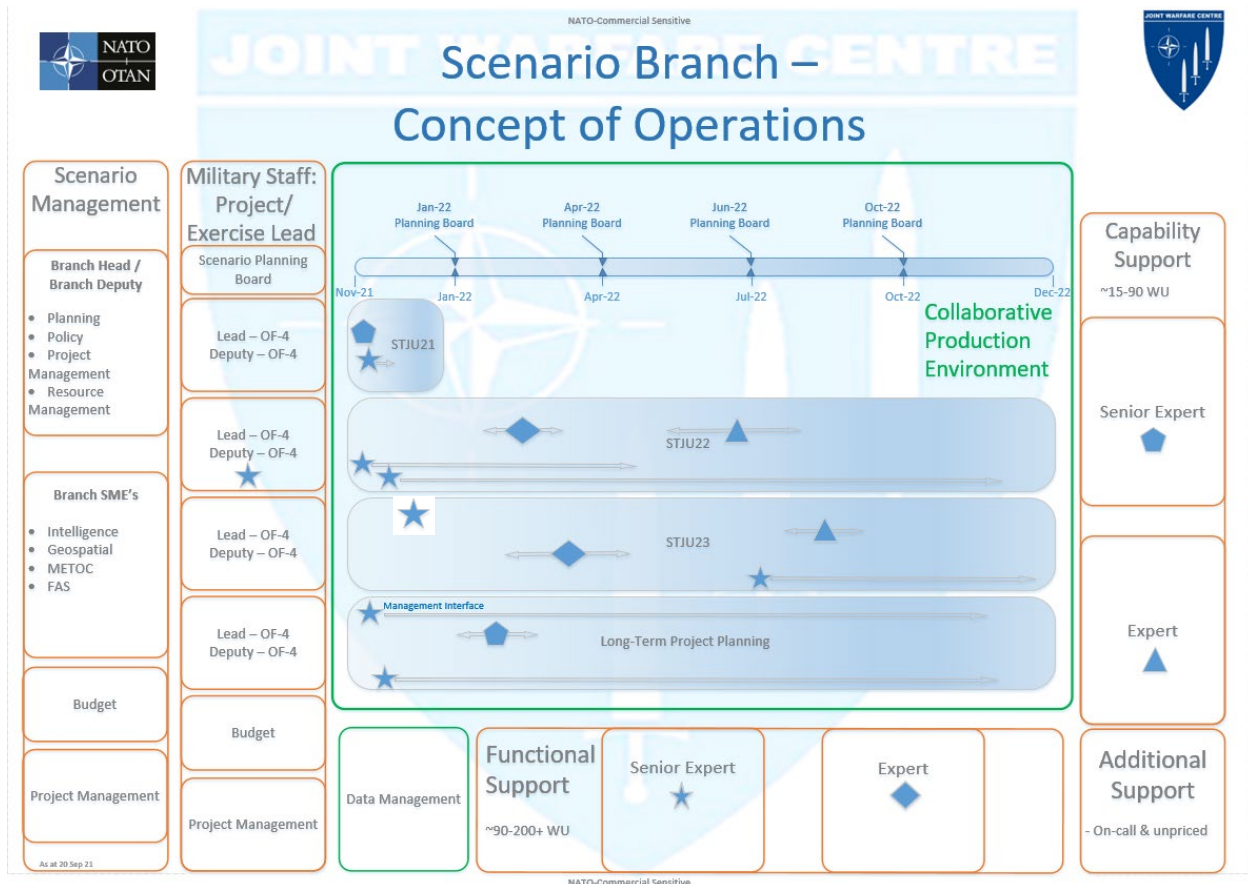 NATO-Commercial Sensitive
NATO
OTAN
JOINT WARFARE CENTRE
JOINT WARFARE CENTRE
Scenario Branch –
Concept of Operations
Scenario
Management
Branch Head /
Branch Deputy
• Planning
• Policy
• Project
Management
• Resource
Management
Branch SME's
• Intelligence
• Geospatial
• METOC
• FAS
Budget
Project Management
As at 20 Sep 21
Military Staff:
Project/
Exercise Lead
Scenario Planning
Board
Lead – OF-4
Deputy – OF-4
Lead – OF-4
Deputy – OF-4
Lead – OF-4
Deputy – OF-4
Lead – OF-4
Deputy – OF-4
Budget
Project Management
Jan-22
Planning Board
Apr-22
Planning Board
Jun-22
Planning Board
Oct-22
Planning Board
Nov-21
Jan-22
Apr-22
Jul-22
Oct-22
Dec-22
Collaborative
Production
Environment
STJU21
STJU22
STJU23
Management Interface
Long-Term Project Planning
Data Management
Functional
Support
~90-200+ WU
Senior Expert
Expert
Capability
Support
~15-90 WU
Senior Expert
Expert
Additional
Support
- On-call & unpriced
NATO-Commercial Sensitive